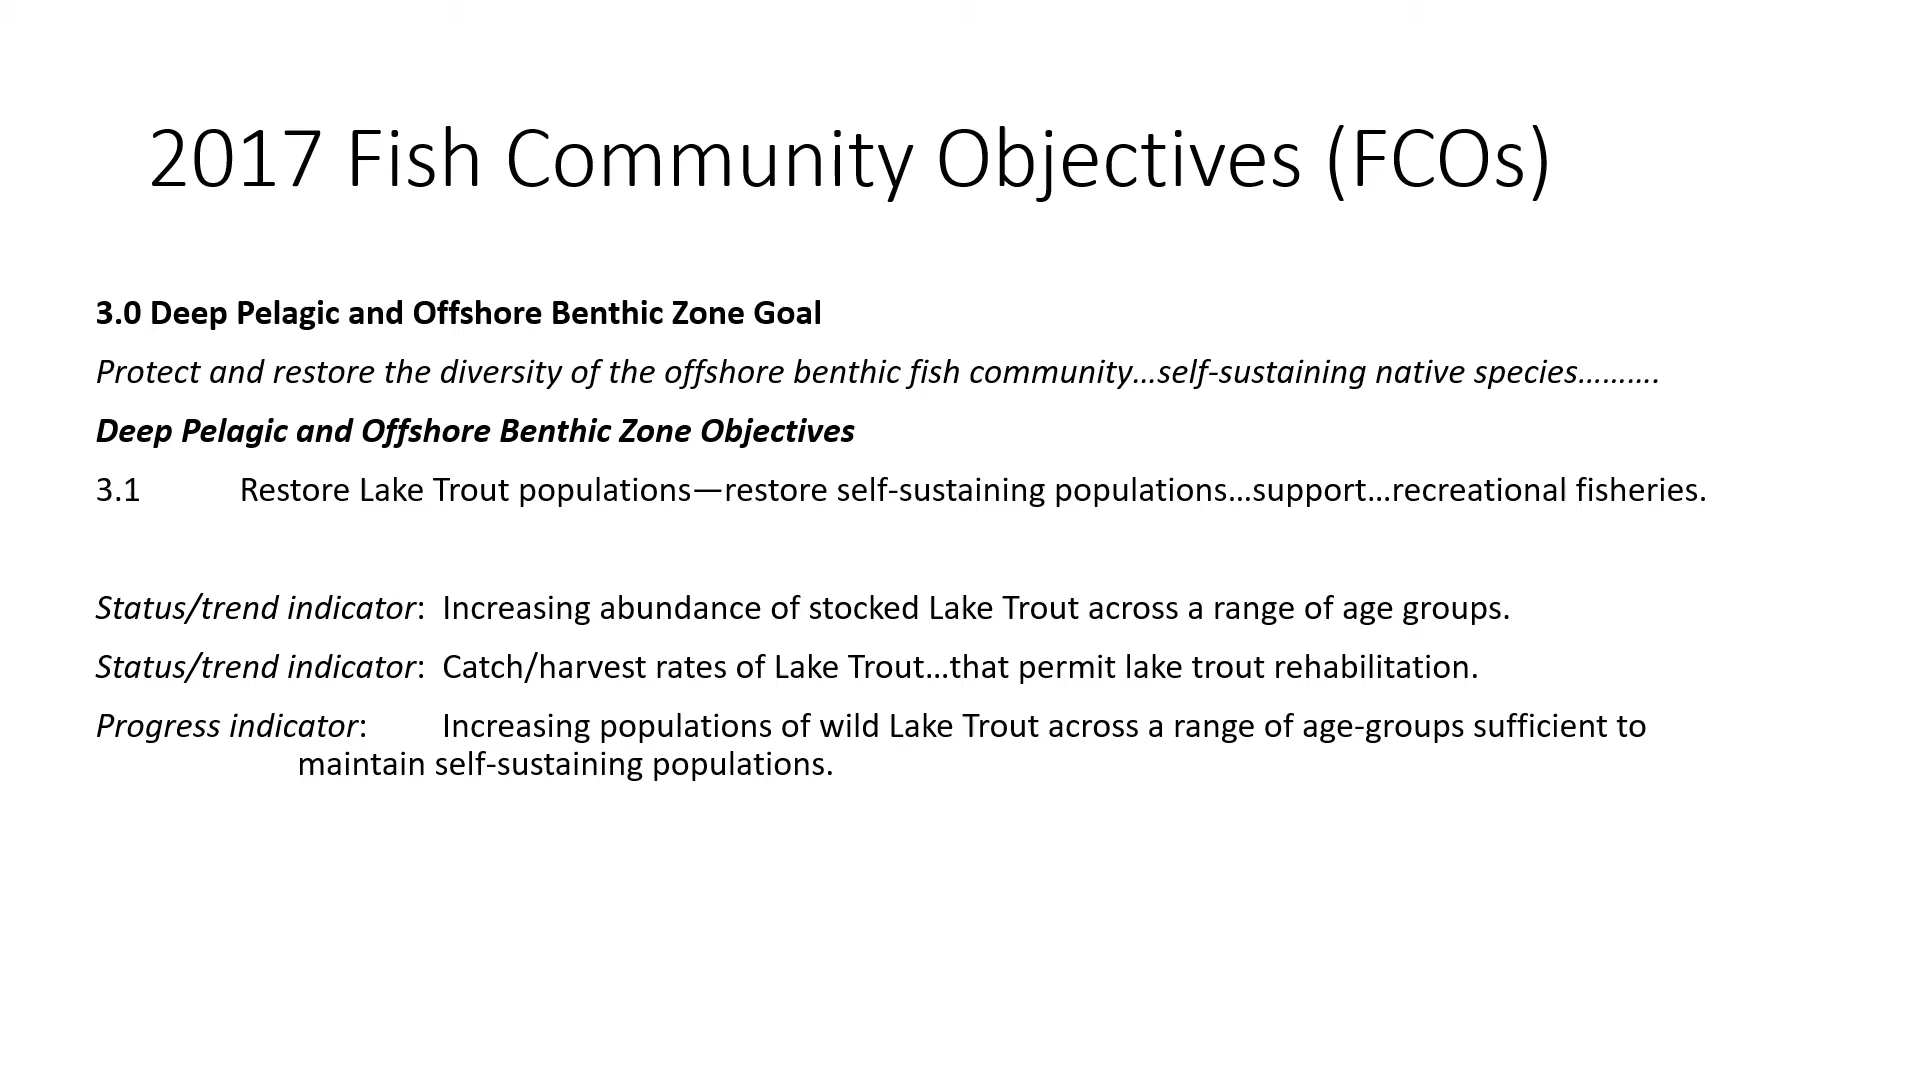 2017 Fish Community Objectives (FCOs)
3.0 Deep Pelagic and Offshore Benthic Zone Goal
Protect and restore the diversity of the offshore benthic fish community…self-sustaining native species……….
Deep Pelagic and Offshore Benthic Zone Objectives
3.1 Restore Lake Trout populations—restore self-sustaining populations…support…recreational fisheries.
Status/trend indicator: Increasing abundance of stocked Lake Trout across a range of age groups.
Status/trend indicator: Catch/harvest rates of Lake Trout…that permit lake trout rehabilitation.
Progress indicator: Increasing populations of wild Lake Trout across a range of age-groups sufficient to
maintain self-sustaining populations.